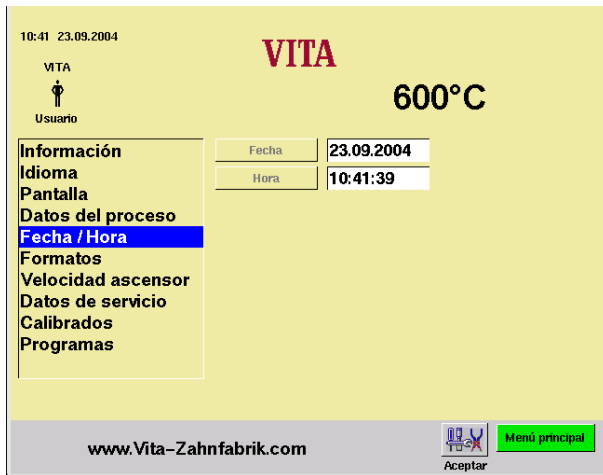 10:41 23.09.2004
VITA
VITA
600°C
Usuario
Información
Idioma
Pantalla
Datos del proceso
Fecha / Hora
Formatos
Velocidad ascensor
Datos de servicio
Calibrados
Programas
Fecha 23.09.2004
Hora 10:41:39
www.Vita-Zahnfabrik.com
Aceptar
Menú principal